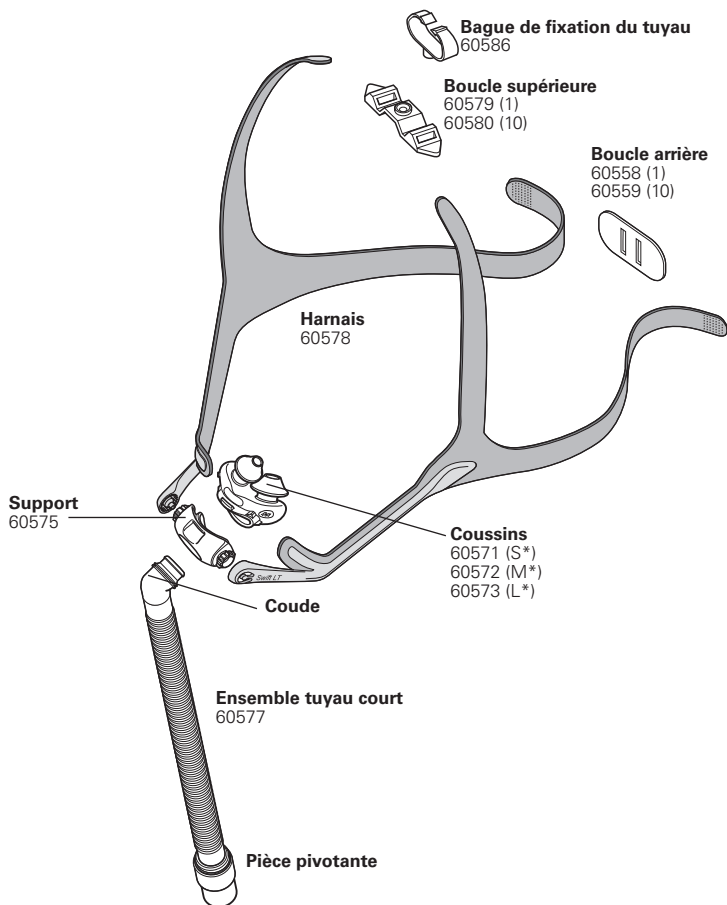 Bague de fixation du tuyau
60586
Boucle supérieure
60579 (1)
60580 (10)
Boucle arrière
60558 (1)
60559 (10)
Harnais
60578
Support
60575
Coussins
60571 (S*)
60572 (M*)
60573 (L*)
Swift LT
Coude
Ensemble tuyau court
60577
Pièce pivotante